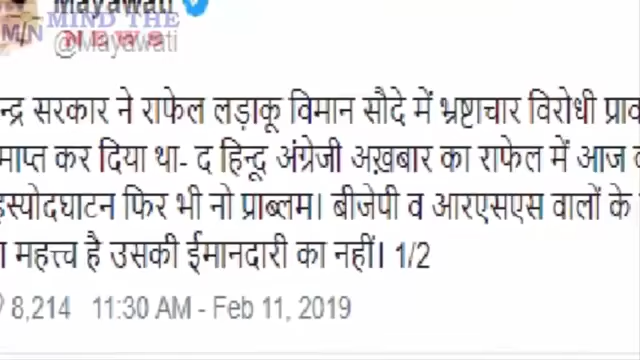 Mayawati
MIND THE
M/N NEWS
@Mayawati
न्द्र सरकार ने राफेल लड़ाकू विमान सौदे में भ्रष्टाचार विरोधी प्राव
माप्त कर दिया था- द हिन्दू अंग्रेजी अख़बार का राफेल में आज
स्योदघाटन फिर भी नो प्राब्लम। बीजेपी व आरएसएस वालों के
महत्त्व है उसकी ईमानदारी का नहीं। 1/2
8,214 11:30 AM - Feb 11, 2019